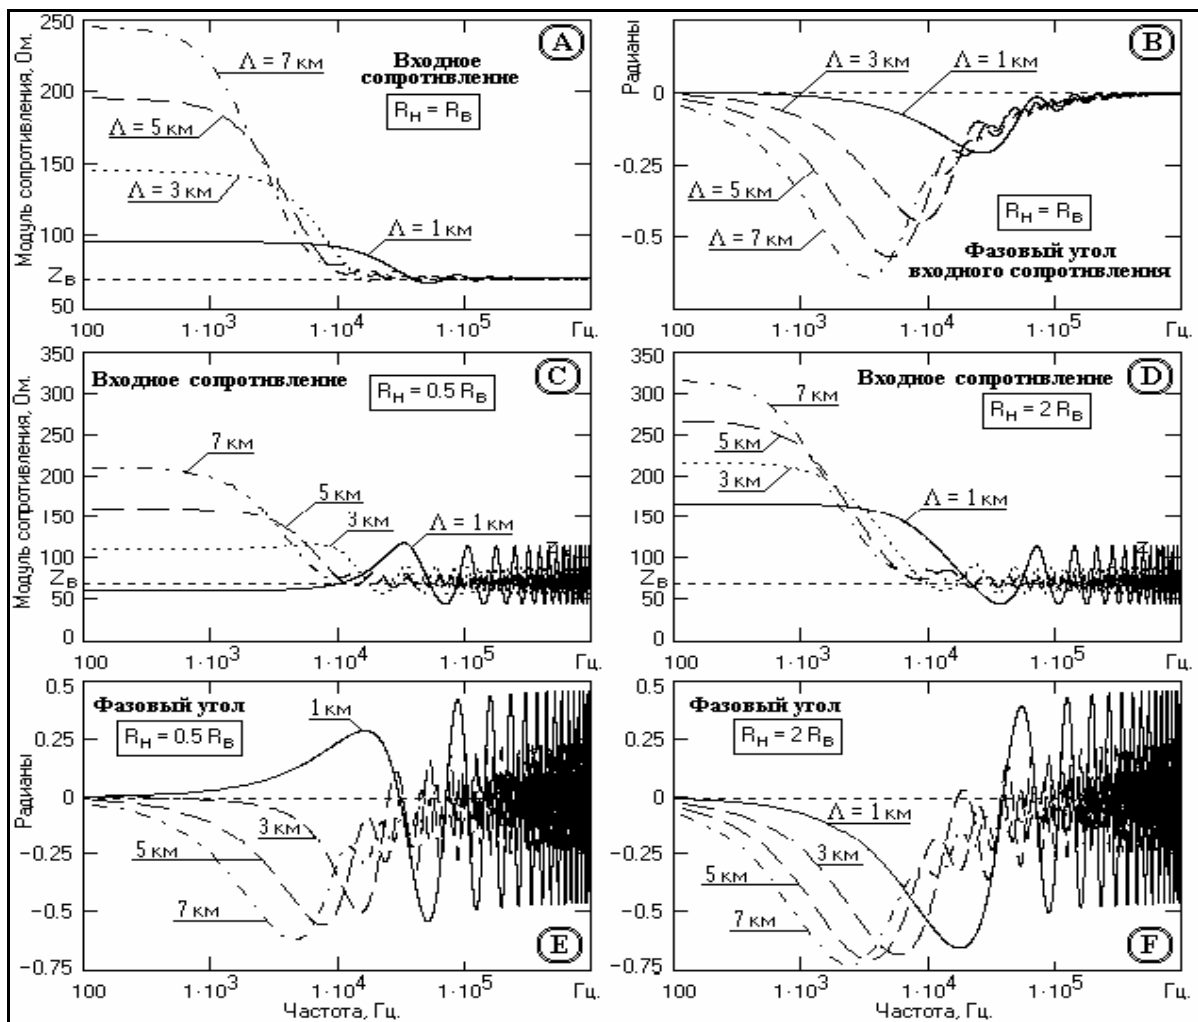 Модуль сопротивления, Ом.
250
200
150
100
Zв
50
Λ = 7 км
Λ = 5 км
Λ = 3 км
Λ = 1 км
Входное
сопротивление
Rн = Rв
A
100
1·10³
1·10⁴
1·10⁵
Гц.
Радианы
0
−0.25
−0.5
Λ = 3 км
Λ = 1 км
Λ = 5 км
Λ = 7 км
Rн = Rв
Фазовый угол
входного сопротивления
B
100
1·10³
1·10⁴
1·10⁵
Гц.
Модуль сопротивления, Ом.
350
300
250
200
150
100
Zв
50
0
Входное сопротивление
Rн = 0.5 Rв
C
7 км
5 км
3 км
Λ = 1 км
100
1·10³
1·10⁴
1·10⁵
Гц.
350
300
250
200
150
100
Zв
50
0
Входное сопротивление
Rн = 2 Rв
D
7 км
5 км
3 км
Λ = 1 км
100
1·10³
1·10⁴
1·10⁵
Гц.
Радианы
0.5
0.25
0
−0.25
−0.5
−0.75
Фазовый угол
Rн = 0.5 Rв
1 км
3 км
5 км
7 км
E
100
1·10³
1·10⁴
1·10⁵
Гц.
Частота, Гц.
0.5
0.25
0
−0.25
−0.5
−0.75
Фазовый угол
Rн = 2 Rв
Λ = 1 км
3 км
5 км
7 км
F
100
1·10³
1·10⁴
1·10⁵
Гц.
Частота, Гц.